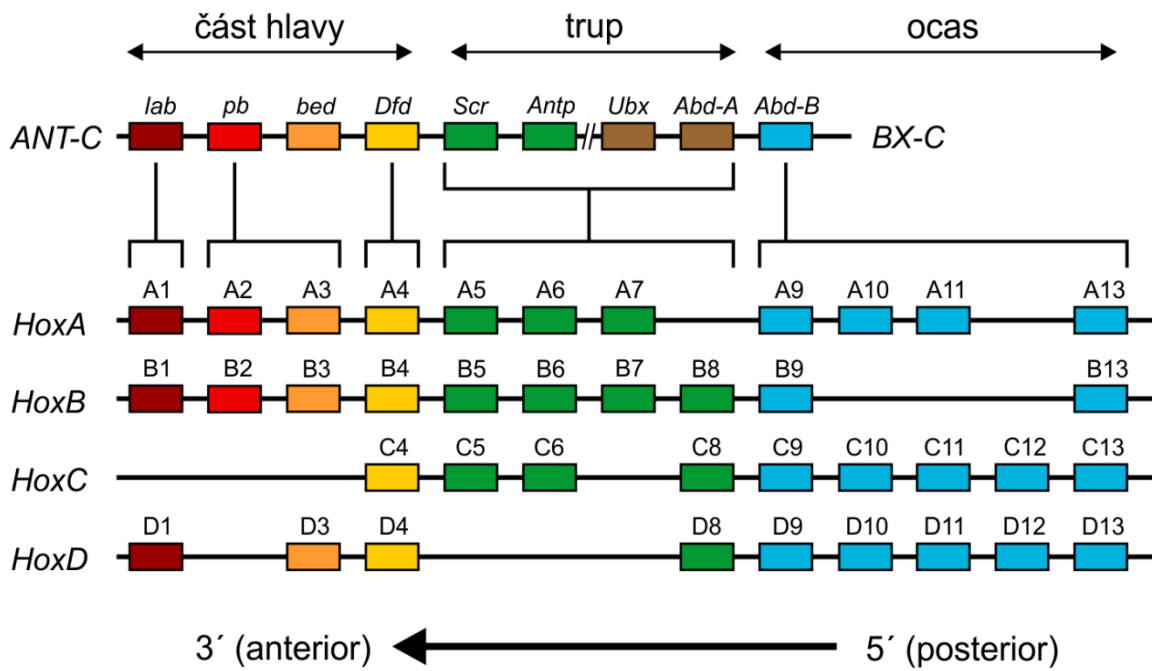 část hlavy trup ocas
lab pb bed Dfd Scr Antp Ubx Abd-A Abd-B
ANT-C // BX-C
A1 A2 A3 A4 A5 A6 A7 A9 A10 A11 A13
HoxA
B1 B2 B3 B4 B5 B6 B7 B8 B9 B13
HoxB
C4 C5 C6 C8 C9 C10 C11 C12 C13
HoxC
D1 D3 D4 D8 D9 D10 D11 D12 D13
HoxD
3´ (anterior) 5´ (posterior)